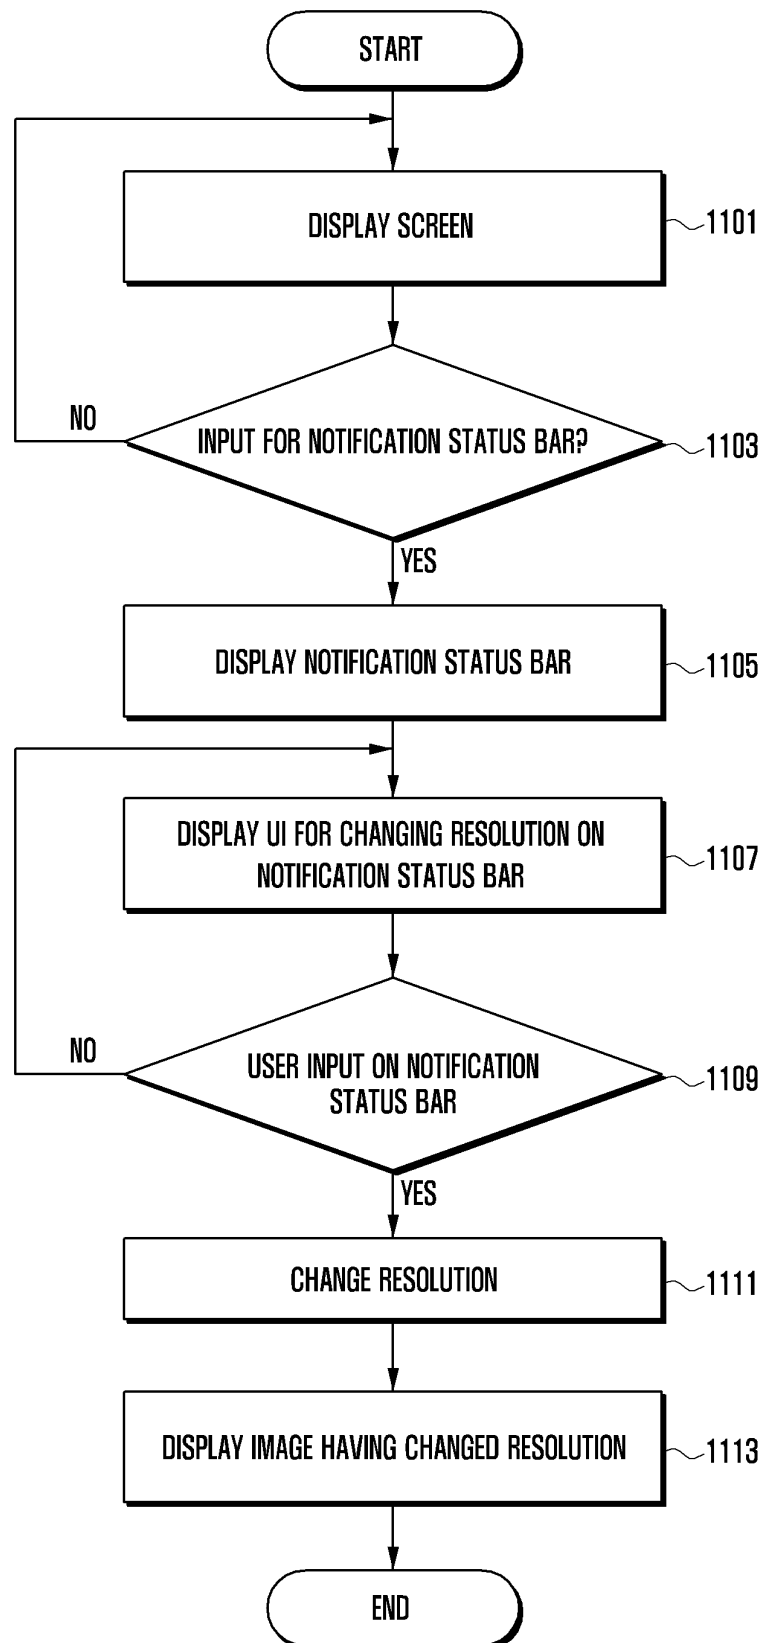 START
DISPLAY SCREEN
1101
NO
INPUT FOR NOTIFICATION STATUS BAR?
1103
YES
DISPLAY NOTIFICATION STATUS BAR
1105
DISPLAY UI FOR CHANGING RESOLUTION ON
NOTIFICATION STATUS BAR
1107
NO
USER INPUT ON NOTIFICATION
STATUS BAR
1109
YES
CHANGE RESOLUTION
1111
DISPLAY IMAGE HAVING CHANGED RESOLUTION
1113
END